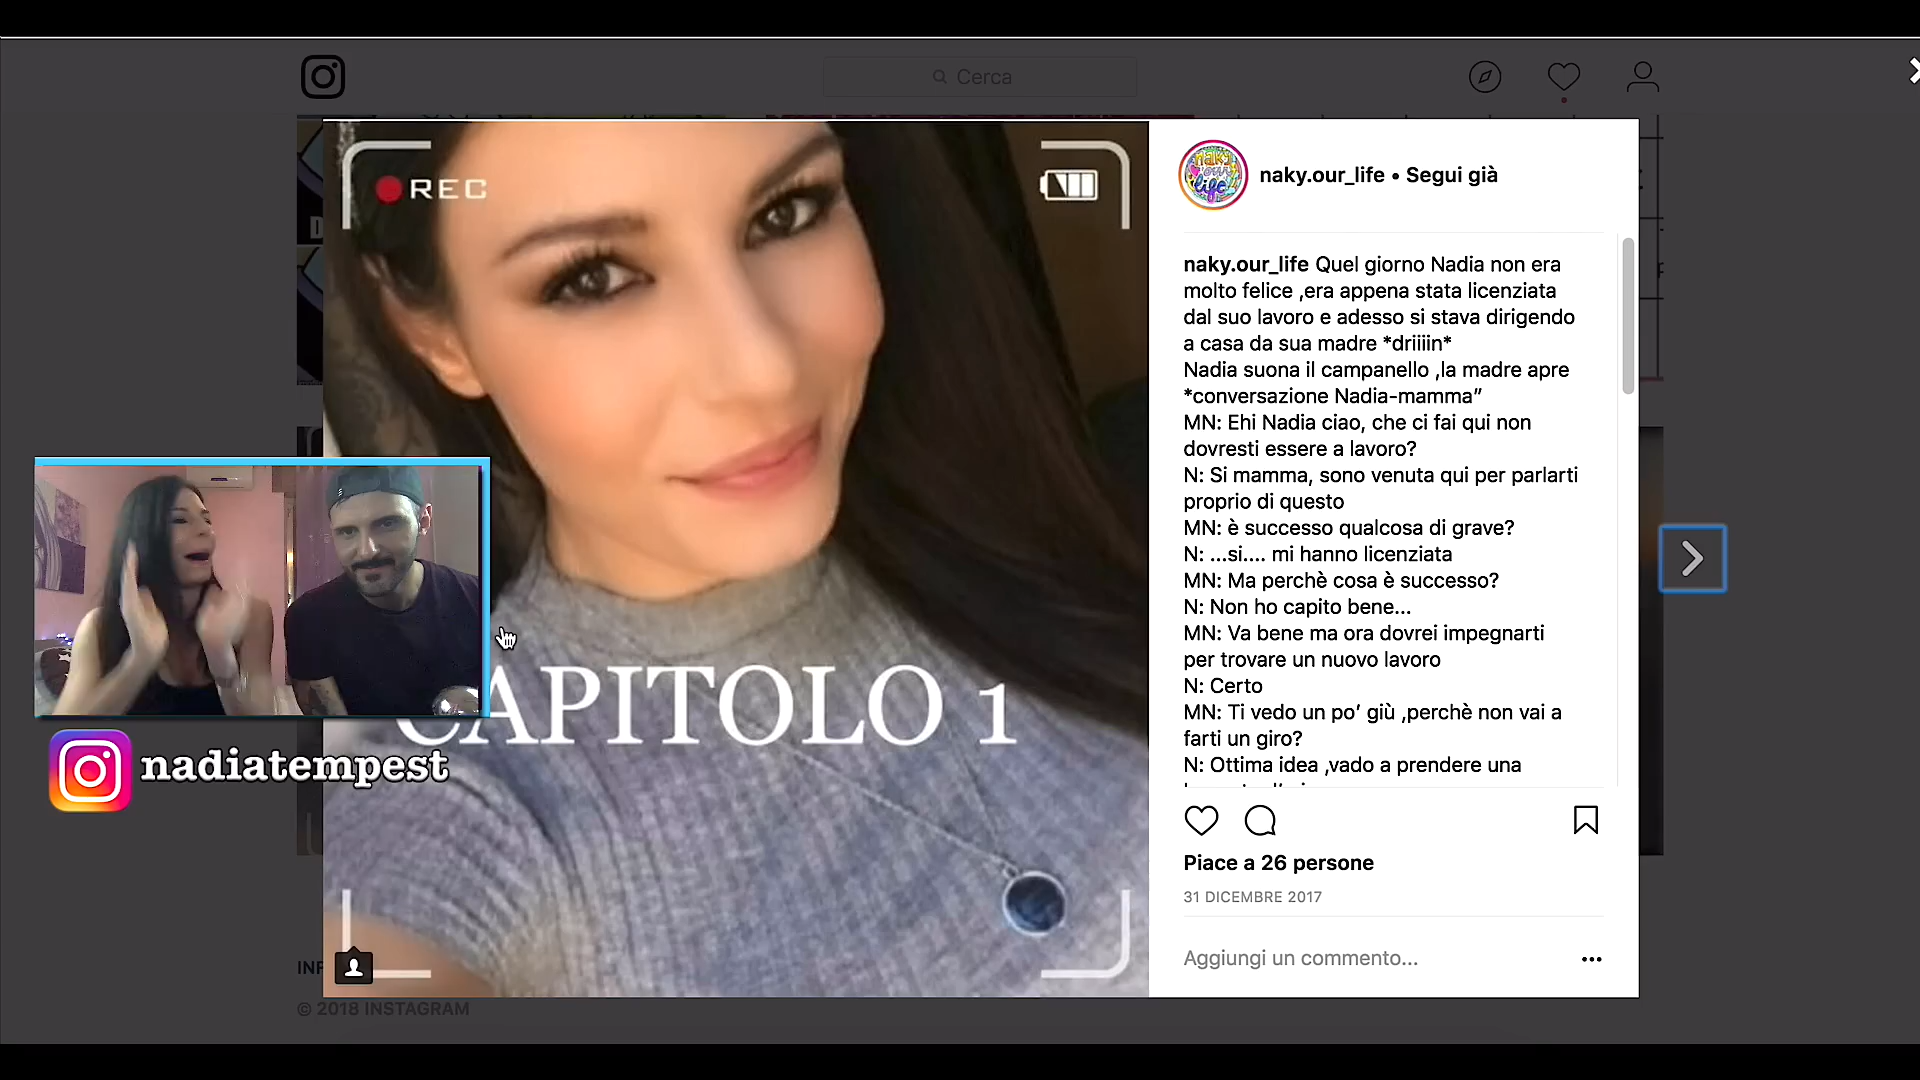 Cerca
REC
naky.our_life • Segui già
naky.our_life Quel giorno Nadia non era
molto felice ,era appena stata licenziata
dal suo lavoro e adesso si stava dirigendo
a casa da sua madre *driiiin*
Nadia suona il campanello ,la madre apre
*conversazione Nadia-mamma”
MN: Ehi Nadia ciao, che ci fai qui non
dovresti essere a lavoro?
N: Si mamma, sono venuta qui per parlarti
proprio di questo
MN: è successo qualcosa di grave?
N: ...si.... mi hanno licenziata
MN: Ma perchè cosa è successo?
N: Non ho capito bene...
MN: Va bene ma ora dovrei impegnarti
per trovare un nuovo lavoro
N: Certo
MN: Ti vedo un po’ giù ,perchè non vai a
farti un giro?
N: Ottima idea ,vado a prendere una
CAPITOLO 1
nadiatempest
Piace a 26 persone
31 DICEMBRE 2017
Aggiungi un commento...
INF
© 2018 INSTAGRAM